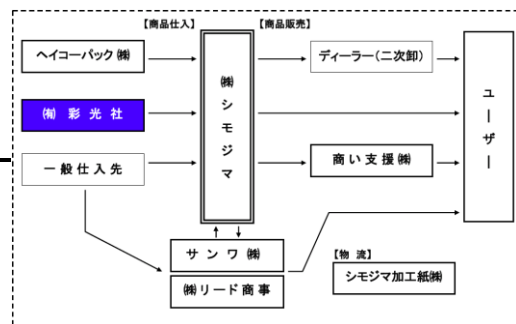 【商品仕入】
【商品販売】
ヘイコーパック㈱
㈲ 彩光社
一般仕入先
㈱シモジマ
ディーラー(二次卸)
商い支援㈱
ユーザー
サンワ㈱
㈱リード商事
【物 流】
シモジマ加工紙㈱